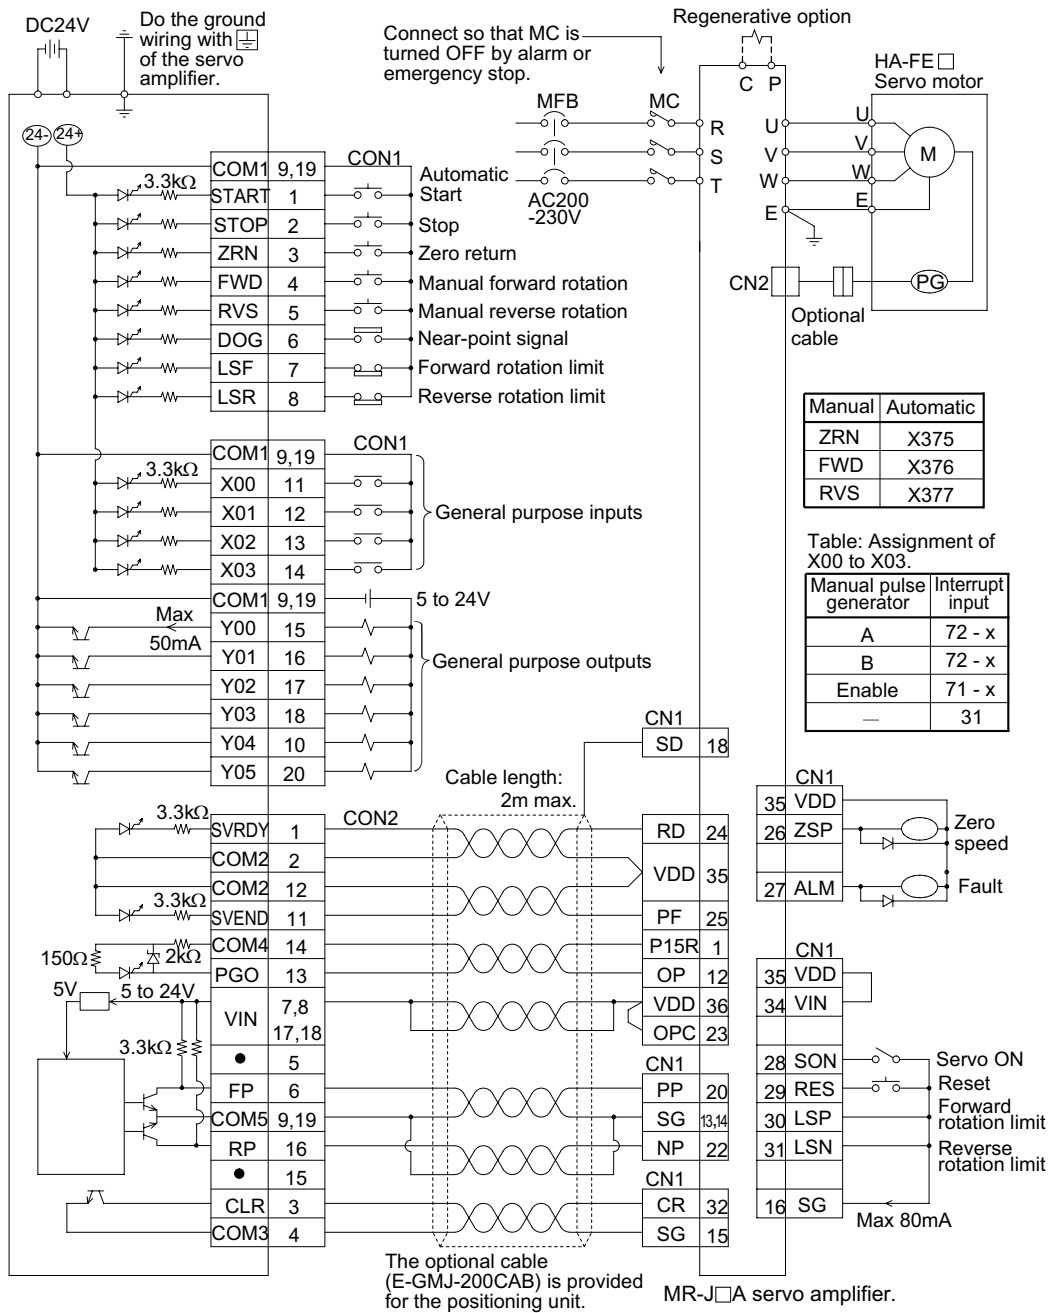 DC24V
Do the ground
wiring with
of the servo
amplifier.
Connect so that MC is
turned OFF by alarm or
emergency stop.
Regenerative option
C P
HA-FE□
Servo motor
MFB MC
R
S
T
AC200
-230V
U U
V V
W W
E E
M
CN2
PG
Optional
cable
24- 24+
COM1 9,19 CON1
3.3kΩ START 1 Automatic
Start
STOP 2 Stop
ZRN 3 Zero return
FWD 4 Manual forward rotation
RVS 5 Manual reverse rotation
DOG 6 Near-point signal
LSF 7 Forward rotation limit
LSR 8 Reverse rotation limit
Manual Automatic
ZRN X375
FWD X376
RVS X377
COM1 9,19 CON1
3.3kΩ X00 11
X01 12 General purpose inputs
X02 13
X03 14
Table: Assignment of
X00 to X03.
Manual pulse
generator
Interrupt
input
A 72 - x
B 72 - x
Enable 71 - x
— 31
COM1 9,19 5 to 24V
Max
50mA
Y00 15
Y01 16 General purpose outputs
Y02 17
Y03 18
Y04 10
Y05 20
CN1
SD 18
Cable length:
2m max.
3.3kΩ SVRDY 1 CON2
COM2 2
COM2 12
3.3kΩ SVEND 11
150Ω 2kΩ COM4 14
PGO 13
5V 5 to 24V
VIN 7,8
17,18
3.3kΩ
● 5
FP 6
COM5 9,19
RP 16
● 15
CLR 3
COM3 4
RD 24
VDD 35
PF 25
P15R 1
OP 12
VDD 36
OPC 23
CN1
PP 20
SG 13,14
NP 22
CN1
CR 32
SG 15
CN1
35 VDD
26 ZSP Zero
speed
27 ALM Fault
CN1
35 VDD
34 VIN
28 SON Servo ON
29 RES Reset
30 LSP Forward
rotation limit
31 LSN Reverse
rotation limit
16 SG
Max 80mA
The optional cable
(E-GMJ-200CAB) is provided
for the positioning unit.
MR-J□A servo amplifier.